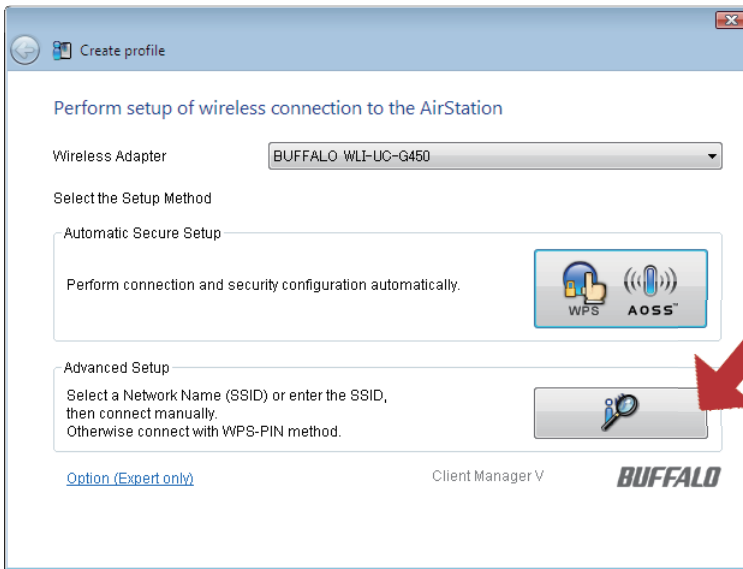 Create profile
Perform setup of wireless connection to the AirStation
Wireless Adapter
BUFFALO WLI-UC-G450
Select the Setup Method
Automatic Secure Setup
Perform connection and security configuration automatically.
WPS
AOSS™
Advanced Setup
Select a Network Name (SSID) or enter the SSID,
then connect manually.
Otherwise connect with WPS-PIN method.
Option (Expert only)
Client Manager V
BUFFALO